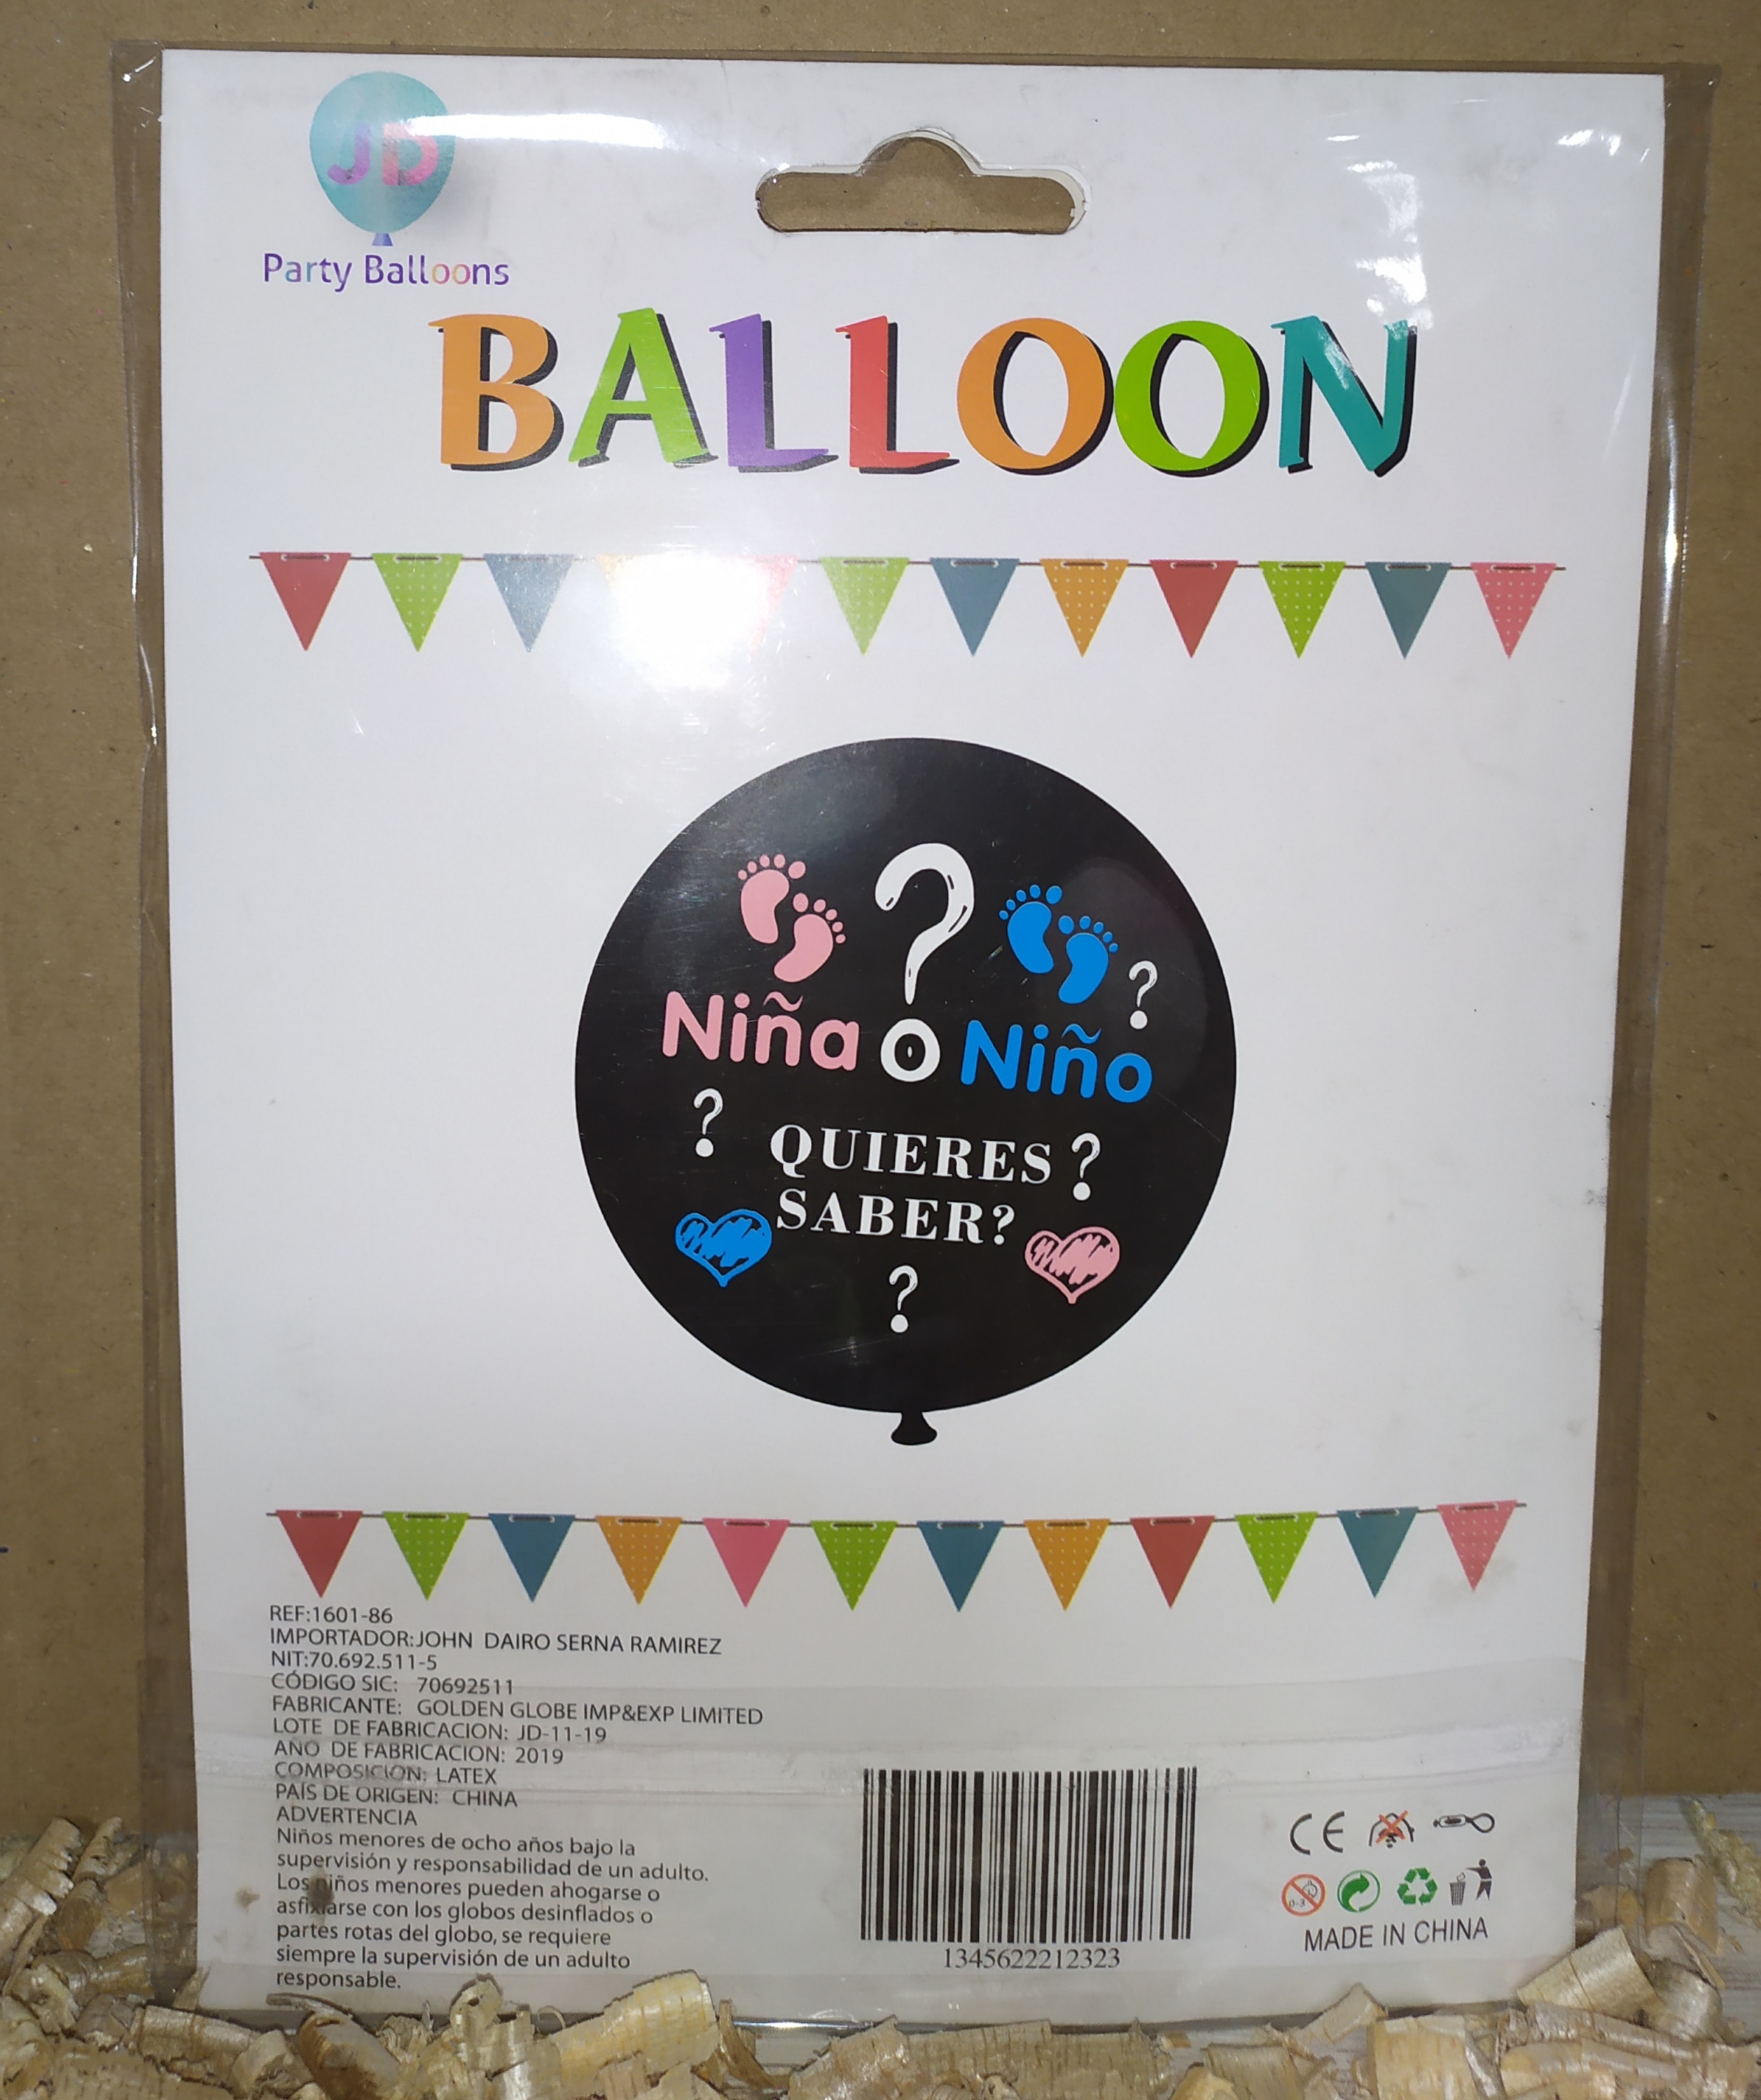 JD
Party Balloons
BALLOON
?
Niña o Niño ?
? QUIERES ?
SABER?
?
REF:1601-86
IMPORTADOR:JOHN DAIRO SERNA RAMIREZ
NIT:70.692.511-5
CÓDIGO SIC: 70692511
FABRICANTE: GOLDEN GLOBE IMP&EXP LIMITED
LOTE DE FABRICACION: JD-11-19
AÑO DE FABRICACION: 2019
COMPOSICION: LATEX
PAÍS DE ORIGEN: CHINA
ADVERTENCIA
Niños menores de ocho años bajo la
supervisión y responsabilidad de un adulto.
Los niños menores pueden ahogarse o
asfixiarse con los globos desinflados o
partes rotas del globo, se requiere
siempre la supervisión de un adulto
responsable.
1345622212323
CE
0-3
MADE IN CHINA